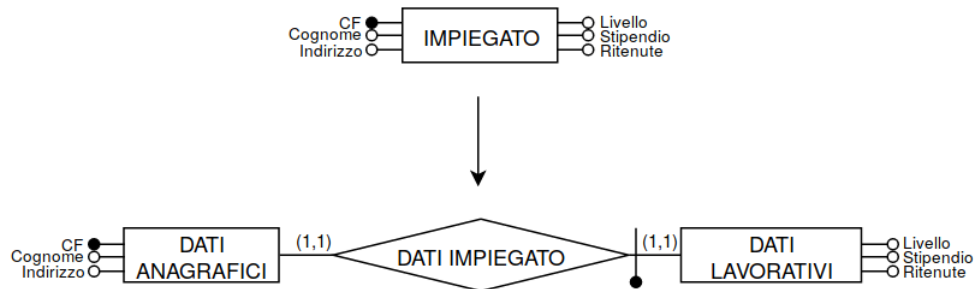 CF
Cognome
Indirizzo
IMPIEGATO
Livello
Stipendio
Ritenute
CF
Cognome
Indirizzo
DATI
ANAGRAFICI
(1,1)
DATI IMPIEGATO
(1,1)
DATI
LAVORATIVI
Livello
Stipendio
Ritenute